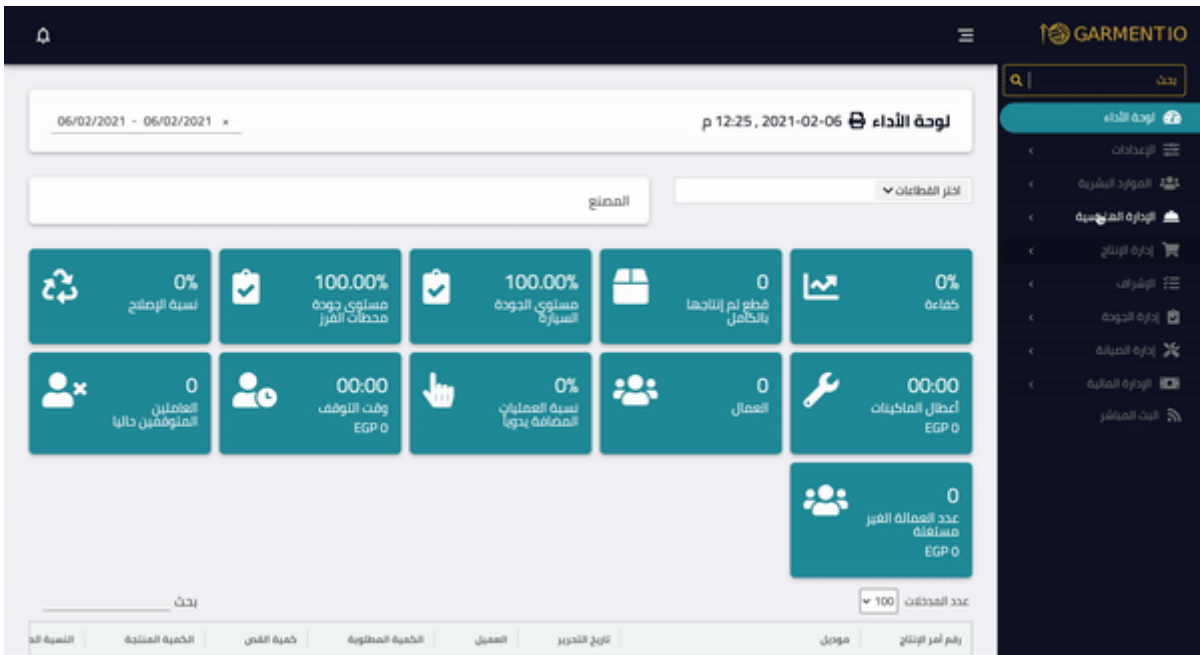 GARMENTIO
بحث
لوحة الأداء
الإعدادات
الموارد البشرية
الإدارة الهندسية
إدارة الإنتاج
الإشراف
إدارة الجودة
إدارة الصيانة
الإدارة المالية
البث المباشر
لوحة الأداء 2021-02-06 , 12:25 م
06/02/2021 - 06/02/2021 ×
اختر القطاعات
المصنع
0%
كفاءة
0
قطع تم إنتاجها
بالكامل
100.00%
مستوى الجودة
السيارة
100.00%
مستوى جودة
محطات الفرز
0%
نسبة الإصلاح
00:00
أعطال الماكينات
EGP 0
0
العمال
0%
نسبة العمليات
المضافة يدوياً
00:00
وقت التوقف
EGP 0
0
العاملين
المتوقفين حاليا
0
عدد العمالة الغير
مستغلة
EGP 0
عدد المدخلات 100
بحث
رقم أمر الإنتاج موديل تاريخ التحرير العميل الكمية المطلوبة كمية القص الكمية المنتجة النسبة